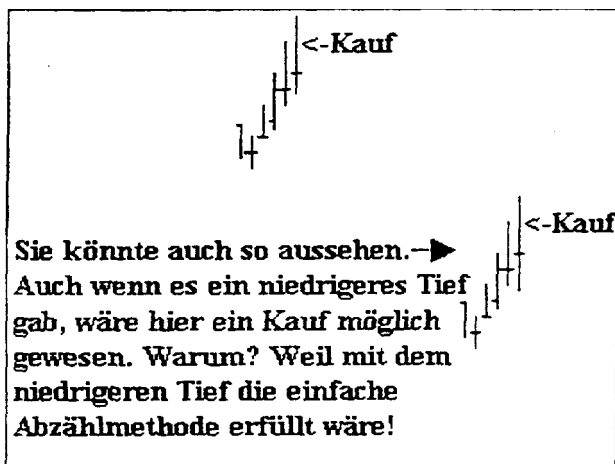 <-Kauf
<-Kauf
Sie könnte auch so aussehen.
Auch wenn es ein niedrigeres Tief
gab, wäre hier ein Kauf möglich
gewesen. Warum? Weil mit dem
niedrigeren Tief die einfache
Abzählmethode erfüllt wäre!